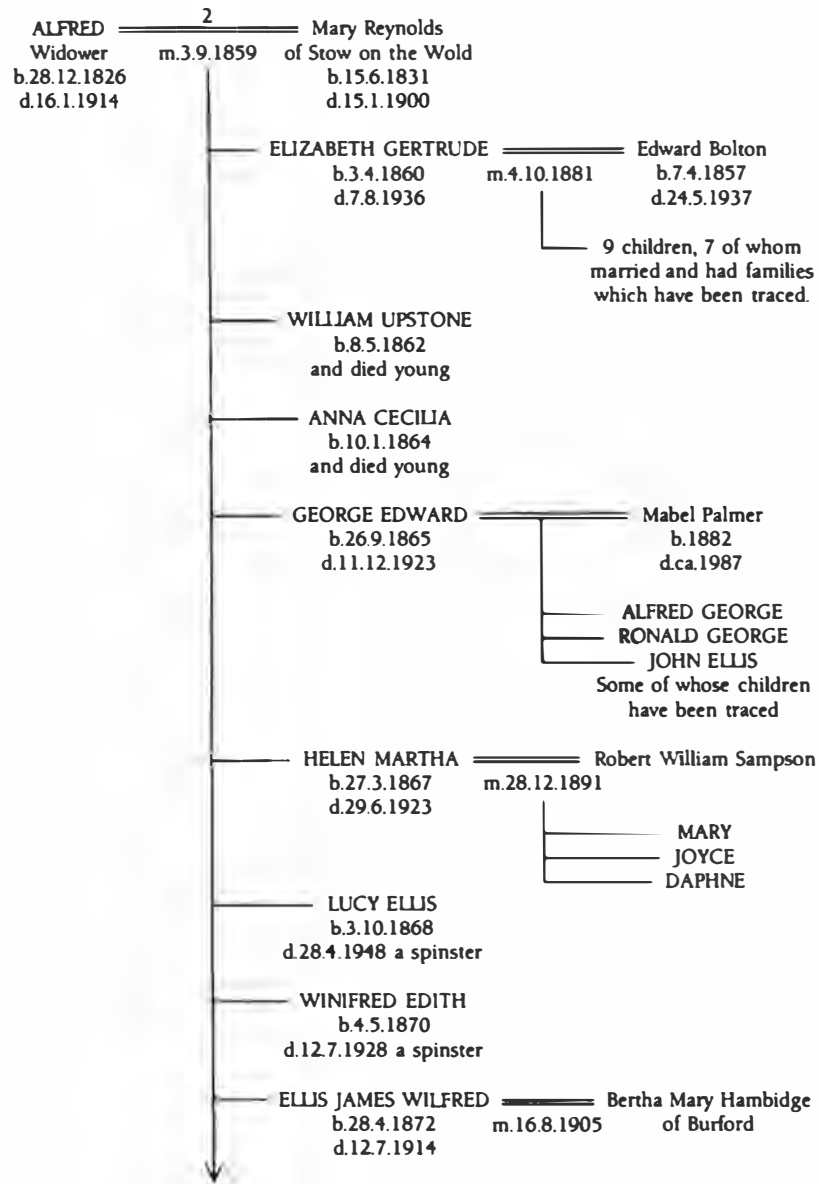 2
ALFRED Mary Reynolds
Widower m.3.9.1859 of Stow on the Wold
b.28.12.1826 b.15.6.1831
d.16.1.1914 d.15.1.1900
ELIZABETH GERTRUDE Edward Bolton
b.3.4.1860 m.4.10.1881 b.7.4.1857
d.7.8.1936 d.24.5.1937
9 children, 7 of whom
married and had families
which have been traced.
WILLIAM UPSTONE
b.8.5.1862
and died young
ANNA CECILIA
b.10.1.1864
and died young
GEORGE EDWARD Mabel Palmer
b.26.9.1865 b.1882
d.11.12.1923 d.ca.1987
ALFRED GEORGE
RONALD GEORGE
JOHN ELLIS
Some of whose children
have been traced
HELEN MARTHA Robert William Sampson
b.27.3.1867 m.28.12.1891
d.29.6.1923
MARY
JOYCE
DAPHNE
LUCY ELLIS
b.3.10.1868
d.28.4.1948 a spinster
WINIFRED EDITH
b.4.5.1870
d.12.7.1928 a spinster
ELLIS JAMES WILFRED Bertha Mary Hambidge
b.28.4.1872 m.16.8.1905 of Burford
d.12.7.1914